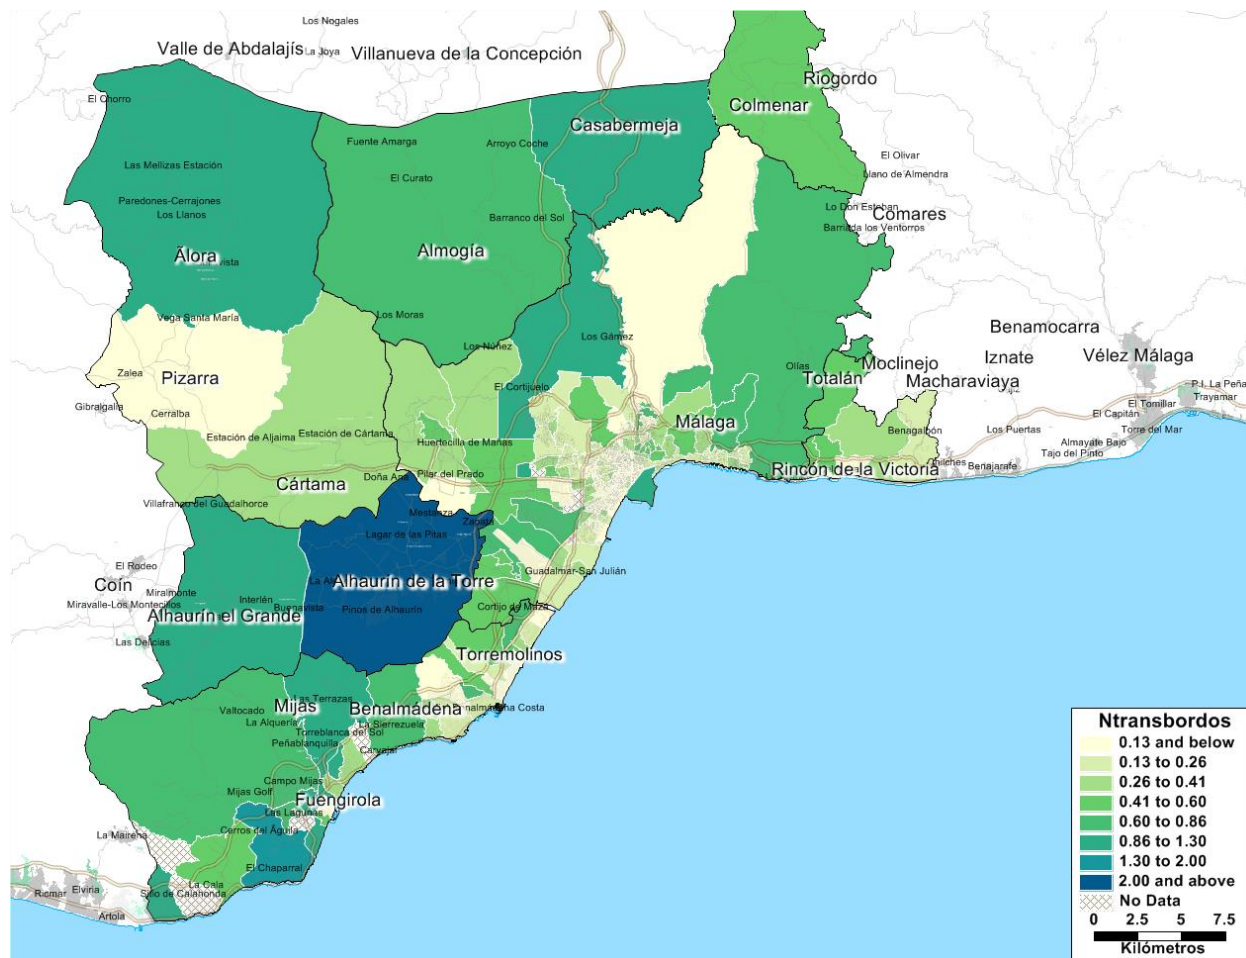 Los Nogales
Valle de Abdalajís
La Joya
Villanueva de la Concepción
Riogordo
El Chorro
Colmenar
Casabermeja
Fuente Amarga
Arroyo Coche
El Olivar
Las Mellizas Estación
El Curato
Llano de Almendra
Paredones-Cerrajones
Los Llanos
Lo Don Esteban
Comares
Barranco del Sol
Barriada los Ventorros
Almogía
Ãlora
Vega Santa María
Los Moras
Benamocarra
Los Gámez
Los Núñez
Moclinejo
Iznate
Vélez Málaga
Olías
Zalea
Pizarra
Totalán
Macharaviaya
P.I. La Peña
El Cortijuelo
Trayamar
Gibralgalia
Cerralba
El Tomillar
El Capitán
Málaga
Estación de Aljaima
Estación de Cártama
Huertecilla de Mañas
Benagalbón
Los Puertas
Torre del Mar
Almayate Bajo
Tajo del Pinto
Rincón de la Victoria
Chilches
Benajarafe
Cártama
Doña Ana
Pilar del Prado
Villafranco del Guadalhorce
Mestanza
Zapata
Lagar de las Pitas
El Rodeo
Coín
Guadalmar-San Julián
Alhaurín de la Torre
Miralmonte
Interlén
Miravalle-Los Montecillos
Buenavista
Pinos de Alhaurín
Cortijo de Maza
Alhaurín el Grande
Las Delicias
Torremolinos
Las Terrazas
Mijas
Valtocado
Benalmádena
Benalmádena Costa
La Alquería
La Sierrezuela
Torreblanca del Sol
Peñablanquilla
Carvajal
Campo Mijas
Mijas Golf
Fuengirola
Las Lagunas
Cerros del Águila
La Mairena
El Chaparral
La Cala
Sitio de Calahonda
Ricmar
Elviria
Artola
Ntransbordos
0.13 and below
0.13 to 0.26
0.26 to 0.41
0.41 to 0.60
0.60 to 0.86
0.86 to 1.30
1.30 to 2.00
2.00 and above
No Data
0 2.5 5 7.5
Kilómetros